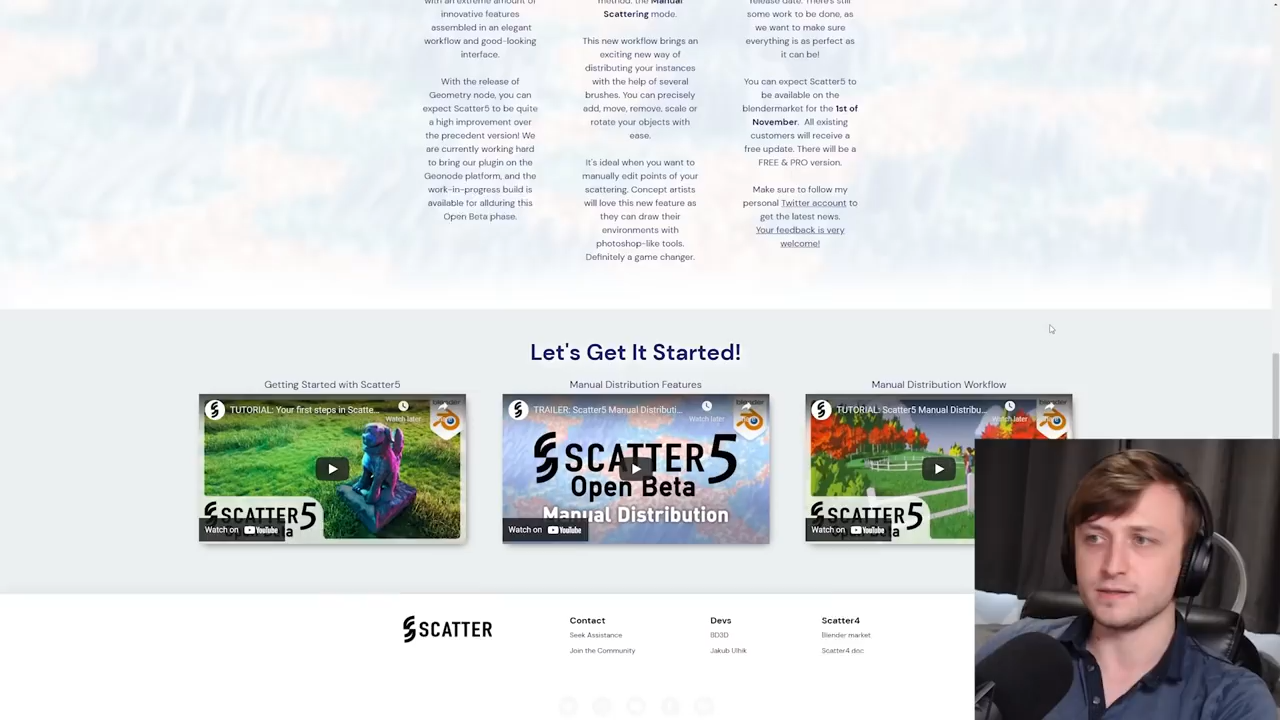 with an extreme amount of
innovative features
assembled in an elegant
workflow and good-looking
interface.
With the release of
Geometry node, you can
expect Scatter5 to be quite
a high improvement over
the precedent version! We
are currently working hard
to bring our plugin on the
Geonode platform, and the
work-in-progress build is
available for allduring this
Open Beta phase.
method, the Manual
Scattering mode.
This new workflow brings an
exciting new way of
distributing your instances
with the help of several
brushes. You can precisely
add, move, remove, scale or
rotate your objects with
ease.
It's ideal when you want to
manually edit points of your
scattering. Concept artists
will love this new feature as
they can draw their
environments with
photoshop-like tools.
Definitely a game changer.
release date. There's still
some work to be done, as
we want to make sure
everything is as perfect as
it can be!
You can expect Scatter5 to
be available on the
blendermarket for the 1st of
November. All existing
customers will receive a
free update. There will be a
FREE & PRO version.
Make sure to follow my
personal Twitter account to
get the latest news.
Your feedback is very
welcome!
Let's Get It Started!
Getting Started with Scatter5
TUTORIAL: Your first steps in Scatte...
Watch later
blender
SCATTER5
Watch on YouTube
Manual Distribution Features
TRAILER: Scatter5 Manual Distributi...
Watch later
blender
SCATTER5
Open Beta
Manual Distribution
Watch on YouTube
Manual Distribution Workflow
TUTORIAL: Scatter5 Manual Distribu...
Watch later
blender
SCATTER5
Watch on YouTube
SCATTER
Contact
Seek Assistance
Join the Community
Devs
BD3D
Jakub Uhlik
Scatter4
Blender market
Scatter4 doc